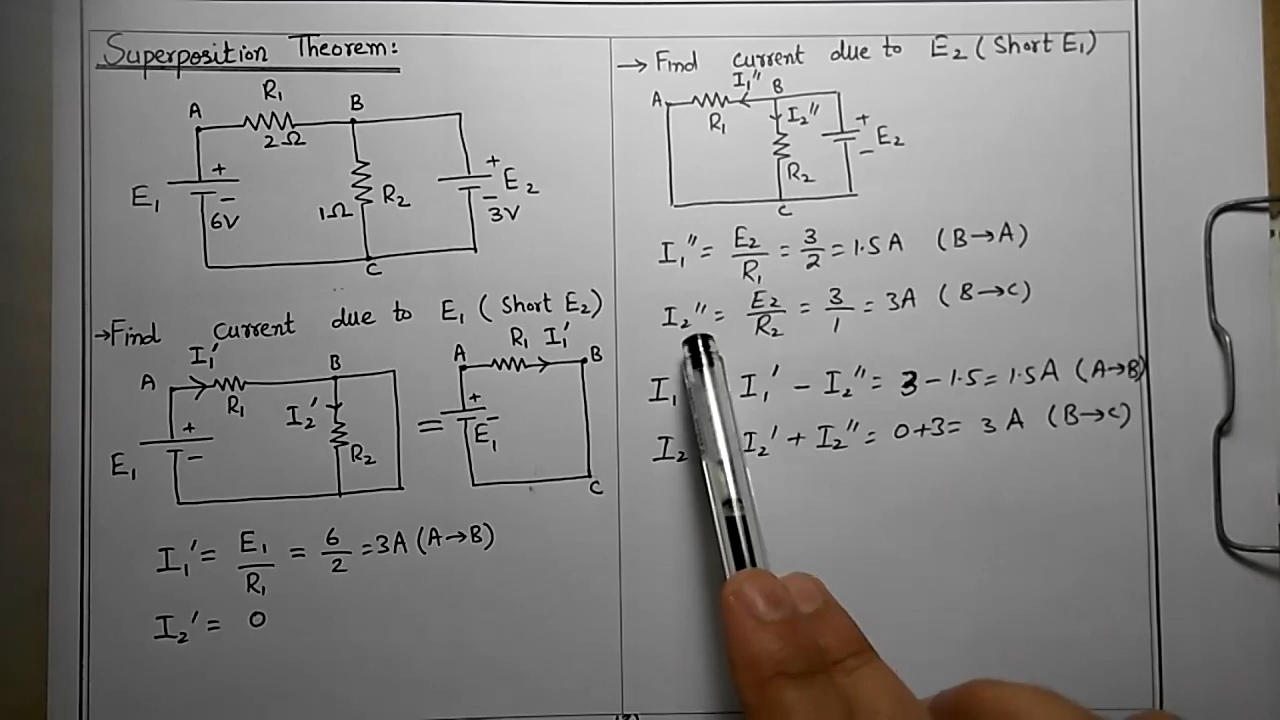 Superposition Theorem:
R₁
A
B
2Ω
E₁
+
−
6V
1Ω
R₂
+
−
E₂
3V
C
→ Find current due to E₁ (Short E₂)
I₁′
A
B
R₁
I₂′
R₂
+
−
E₁
=
A
R₁ I₁′
B
+
−
E₁
C
I₁′ = E₁/R₁ = 6/2 = 3A (A→B)
I₂′ = 0
→ Find current due to E₂ (Short E₁)
I₁″
A
B
R₁
I₂″
R₂
+
−
E₂
C
I₁″ = E₂/R₁ = 3/2 = 1.5 A (B→A)
I₂″ = E₂/R₂ = 3/1 = 3A (B→C)
I₁ I₁′ − I₂″ = 3 − 1.5 = 1.5 A (A→B)
I₂ I₂′ + I₂″ = 0+3 = 3 A (B→C)